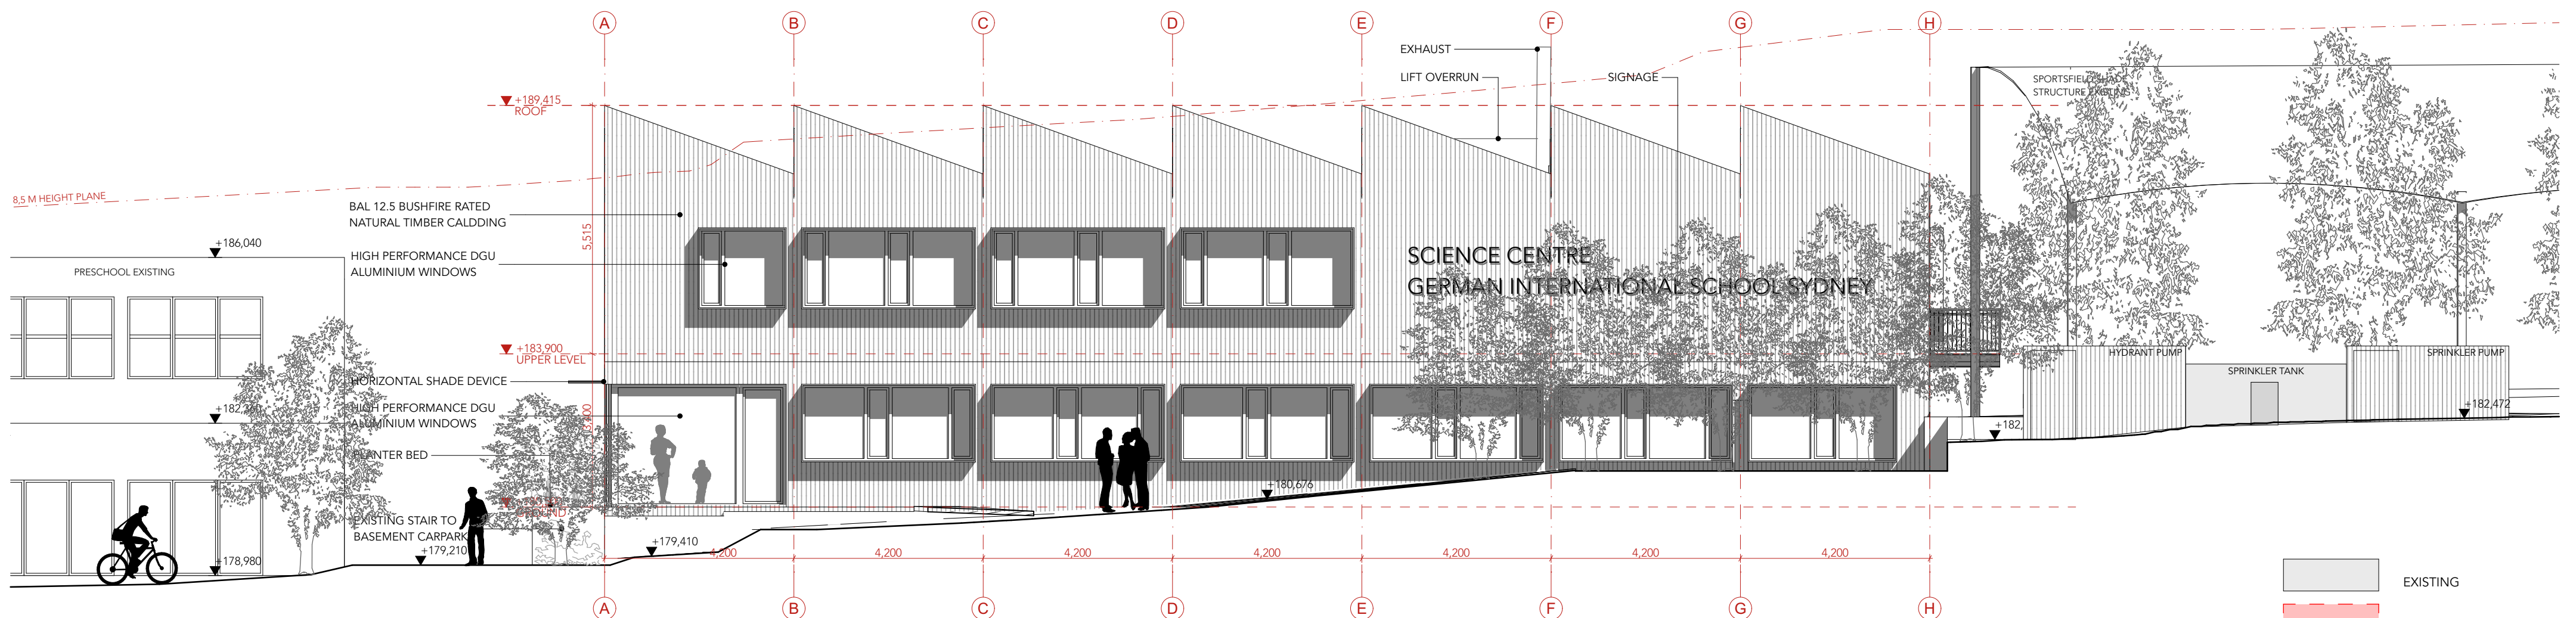 A B C D E F G H
EXHAUST
LIFT OVERRUN
SIGNAGE
SPORTSFIELD SHADE
STRUCTURE EXISTING
+189,415
ROOF
8,5 M HEIGHT PLANE
BAL 12.5 BUSHFIRE RATED
NATURAL TIMBER CALDDING
5,515
+186,040
PRESCHOOL EXISTING
HIGH PERFORMANCE DGU
ALUMINIUM WINDOWS
SCIENCE CENTRE
GERMAN INTERNATIONAL SCHOOL SYDNEY
+183,900
UPPER LEVEL
HYDRANT PUMP
SPRINKLER PUMP
SPRINKLER TANK
HORIZONTAL SHADE DEVICE
HIGH PERFORMANCE DGU
ALUMINIUM WINDOWS
+182,472
+182,
PLANTER BED
+180,676
GROUND
EXISTING STAIR TO
BASEMENT CARPARK
+179,210
+179,410
+178,980
4,200 4,200 4,200 4,200 4,200 4,200 4,200
EXISTING
A B C D E F G H